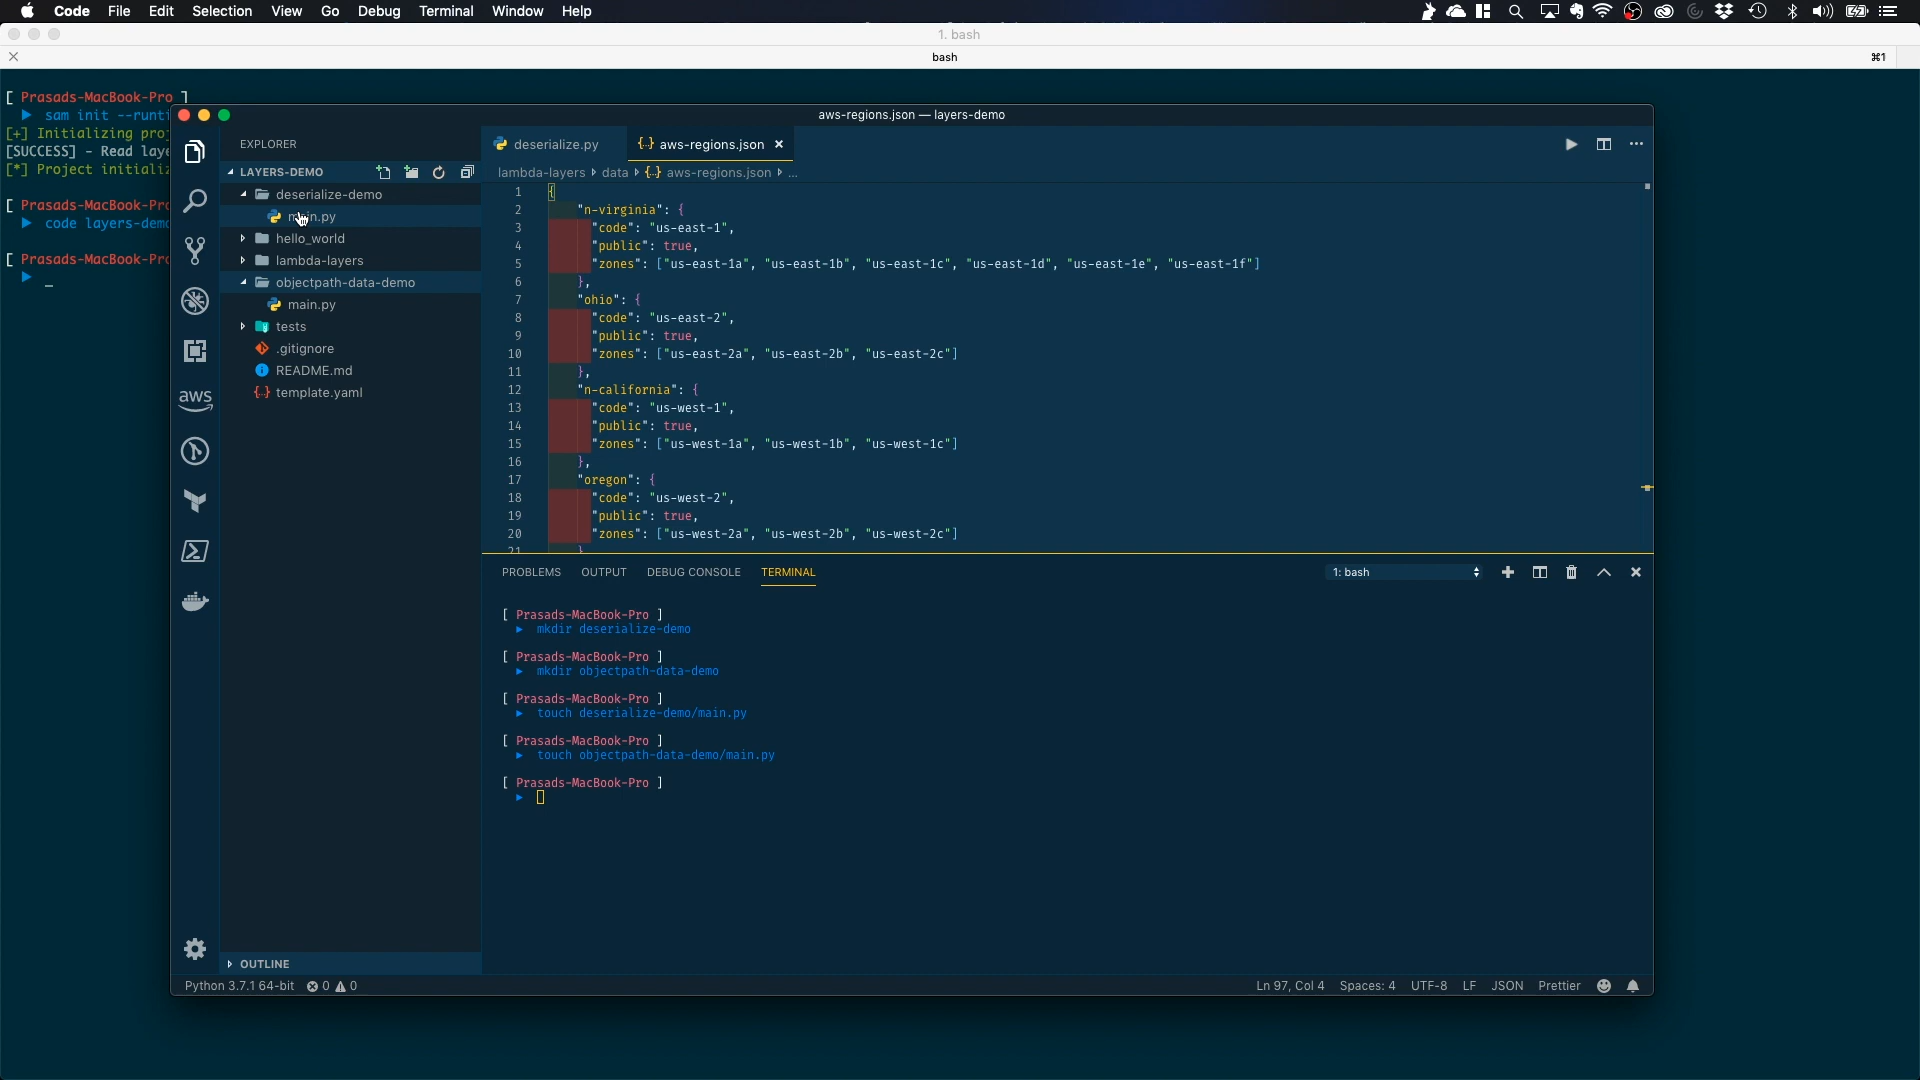 Code File Edit Selection View Go Debug Terminal Window Help
1. bash
bash
⌘1
[ Prasads-MacBook-Pro ]
sam init --runt
[+] Initializing pro
[SUCCESS] - Read laye
[*] Project initializ
[ Prasads-MacBook-Pr
code layers-dem
[ Prasads-MacBook-Pr
aws-regions.json — layers-demo
EXPLORER
LAYERS-DEMO
deserialize-demo
main.py
hello_world
lambda-layers
objectpath-data-demo
main.py
tests
.gitignore
README.md
template.yaml
OUTLINE
aws
deserialize.py
{..} aws-regions.json ×
lambda-layers data {..} aws-regions.json ...
1 {
2 "n-virginia": {
3 "code": "us-east-1",
4 "public": true,
5 "zones": ["us-east-1a", "us-east-1b", "us-east-1c", "us-east-1d", "us-east-1e", "us-east-1f"]
6 },
7 "ohio": {
8 "code": "us-east-2",
9 "public": true,
10 "zones": ["us-east-2a", "us-east-2b", "us-east-2c"]
11 },
12 "n-california": {
13 "code": "us-west-1",
14 "public": true,
15 "zones": ["us-west-1a", "us-west-1b", "us-west-1c"]
16 },
17 "oregon": {
18 "code": "us-west-2",
19 "public": true,
20 "zones": ["us-west-2a", "us-west-2b", "us-west-2c"]
21 }
PROBLEMS OUTPUT DEBUG CONSOLE TERMINAL
1: bash
[ Prasads-MacBook-Pro ]
mkdir deserialize-demo
[ Prasads-MacBook-Pro ]
mkdir objectpath-data-demo
[ Prasads-MacBook-Pro ]
touch deserialize-demo/main.py
[ Prasads-MacBook-Pro ]
touch objectpath-data-demo/main.py
[ Prasads-MacBook-Pro ]
Python 3.7.1 64-bit 0 0
Ln 97, Col 4 Spaces: 4 UTF-8 LF JSON Prettier